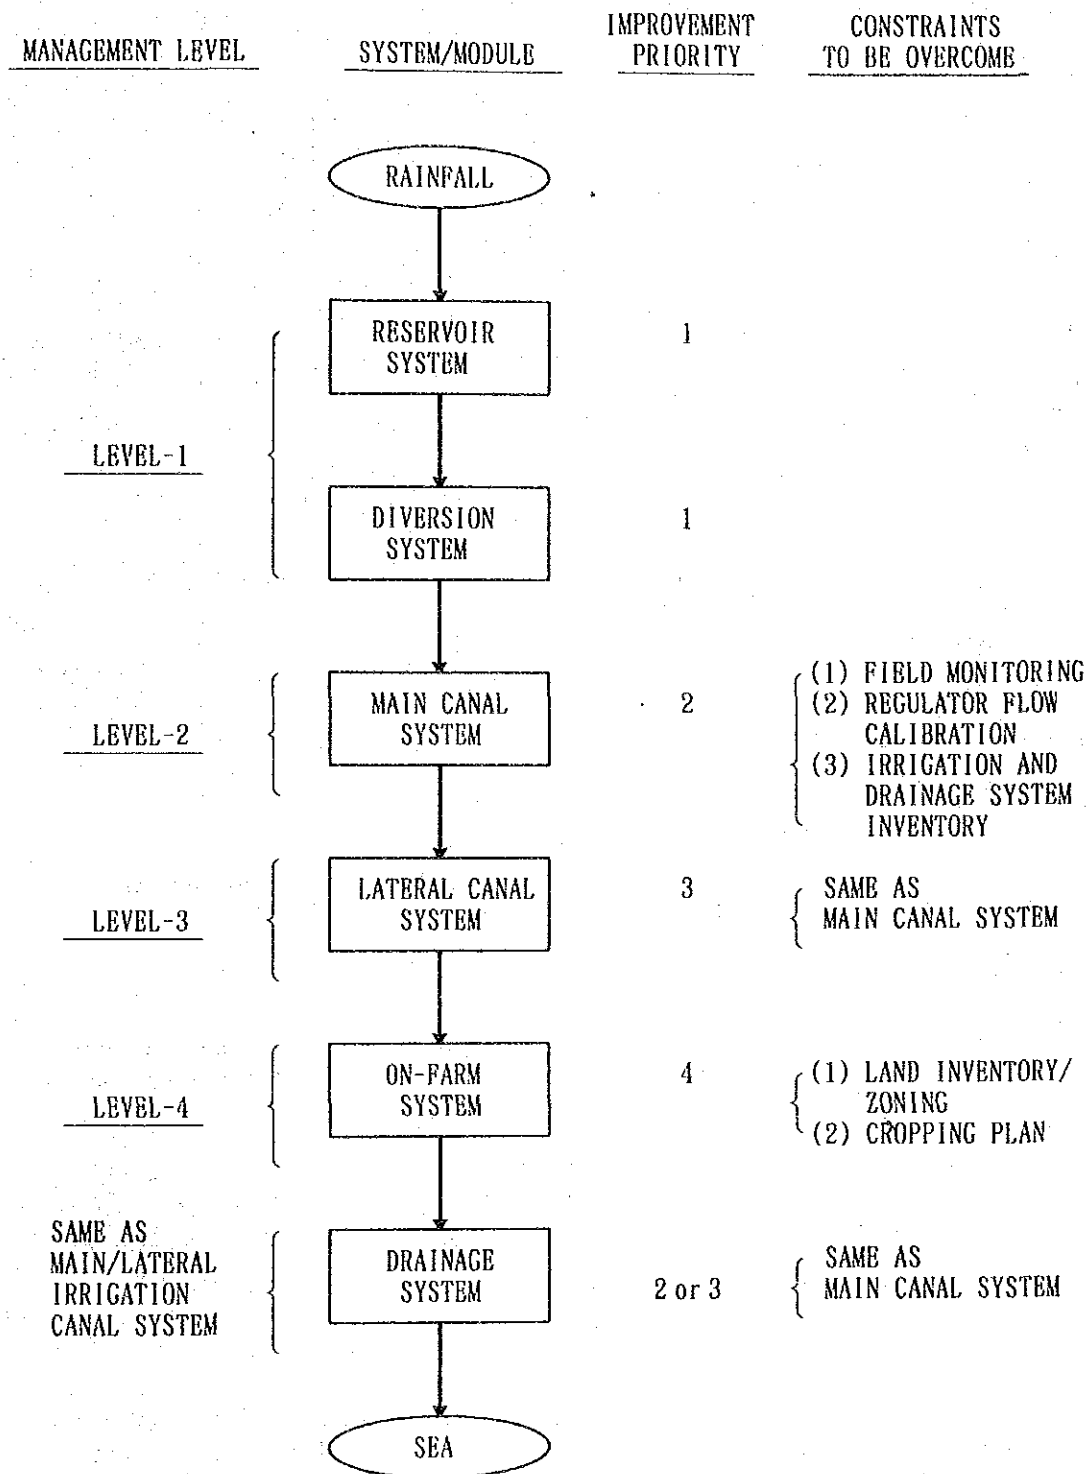 MANAGEMENT LEVEL
SYSTEM/MODULE
IMPROVEMENT
PRIORITY
CONSTRAINTS
TO BE OVERCOME
RAINFALL
RESERVOIR
SYSTEM
1
LEVEL-1
DIVERSION
SYSTEM
1
LEVEL-2
MAIN CANAL
SYSTEM
2
(1) FIELD MONITORING
(2) REGULATOR FLOW
CALIBRATION
(3) IRRIGATION AND
DRAINAGE SYSTEM
INVENTORY
LEVEL-3
LATERAL CANAL
SYSTEM
3
SAME AS
MAIN CANAL SYSTEM
LEVEL-4
ON-FARM
SYSTEM
4
(1) LAND INVENTORY/
ZONING
(2) CROPPING PLAN
SAME AS
MAIN/LATERAL
IRRIGATION
CANAL SYSTEM
DRAINAGE
SYSTEM
2 or 3
SAME AS
MAIN CANAL SYSTEM
SEA